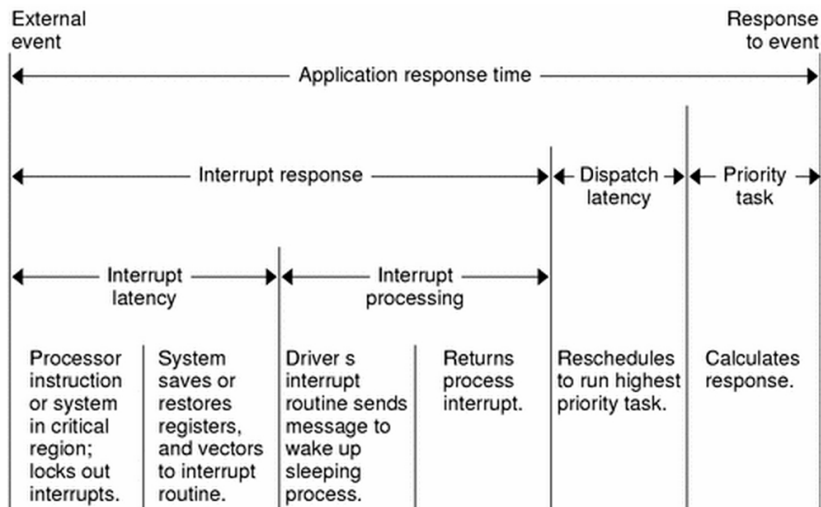 External
event
Response
to event
Application response time
Interrupt response
Dispatch
latency
Priority
task
Interrupt
latency
Interrupt
processing
Processor
instruction
or system
in critical
region;
locks out
interrupts.
System
saves or
restores
registers,
and vectors
to interrupt
routine.
Driver s
interrupt
routine sends
message to
wake up
sleeping
process.
Returns
process
interrupt.
Reschedules
to run highest
priority task.
Calculates
response.